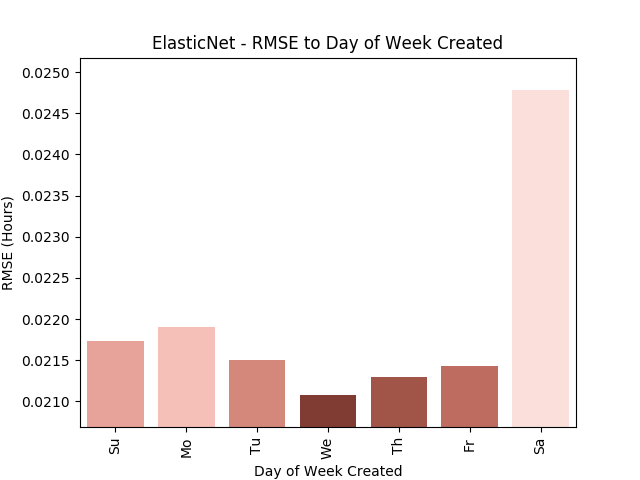 ElasticNet - RMSE to Day of Week Created
RMSE (Hours)
0.0250
0.0245
0.0240
0.0235
0.0230
0.0225
0.0220
0.0215
0.0210
Su
Mo
Tu
We
Th
Fr
Sa
Day of Week Created